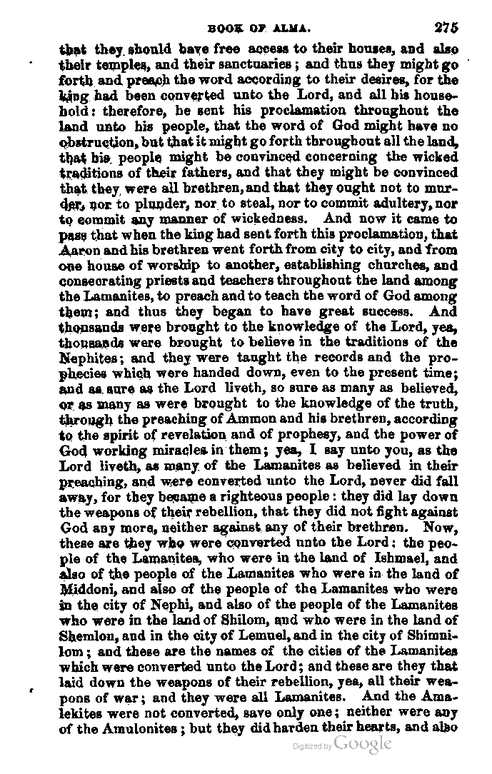 BOOK OF ALMA. 275
that they should have free access to their houses, and also
their temples, and their sanctuaries; and thus they might go
forth and preach the word according to their desires, for the
king had been converted unto the Lord, and all his house-
hold: therefore, he sent his proclamation throughout the
land unto his people, that the word of God might have no
obstruction, but that it might go forth throughout all the land,
that his people might be convinced concerning the wicked
traditions of their fathers, and that they might be convinced
that they were all brethren, and that they ought not to mur-
der, nor to plunder, nor to steal, nor to commit adultery, nor
to commit any manner of wickedness. And now it came to
pass that when the king had sent forth this proclamation, that
Aaron and his brethren went forth from city to city, and from
one house of worship to another, establishing churches, and
consecrating priests and teachers throughout the land among
the Lamanites, to preach and to teach the word of God among
them; and thus they began to have great success. And
thousands were brought to the knowledge of the Lord, yea,
thousands were brought to believe in the traditions of the
Nephites; and they were taught the records and the pro-
phecies which were handed down, even to the present time;
and as sure as the Lord liveth, so sure as many as believed,
or as many as were brought to the knowledge of the truth,
through the preaching of Ammon and his brethren, according
to the spirit of revelation and of prophesy, and the power of
God working miracles in them; yea, I say unto you, as the
Lord liveth, as many of the Lamanites as believed in their
preaching, and were converted unto the Lord, never did fall
away, for they became a righteous people: they did lay down
the weapons of their rebellion, that they did not fight against
God any more, neither against any of their brethren. Now,
these are they who were converted unto the Lord: the peo-
ple of the Lamanites, who were in the land of Ishmael, and
also of the people of the Lamanites who were in the land of
Middoni, and also of the people of the Lamanites who were
in the city of Nephi, and also of the people of the Lamanites
who were in the land of Shilom, and who were in the land of
Shemlon, and in the city of Lemuel, and in the city of Shimni-
lom; and these are the names of the cities of the Lamanites
which were converted unto the Lord; and these are they that
laid down the weapons of their rebellion, yea, all their wea-
pons of war; and they were all Lamanites. And the Ama-
lekites were not converted, save only one; neither were any
of the Amulonites; but they did harden their hearts, and also
Digitized by Google